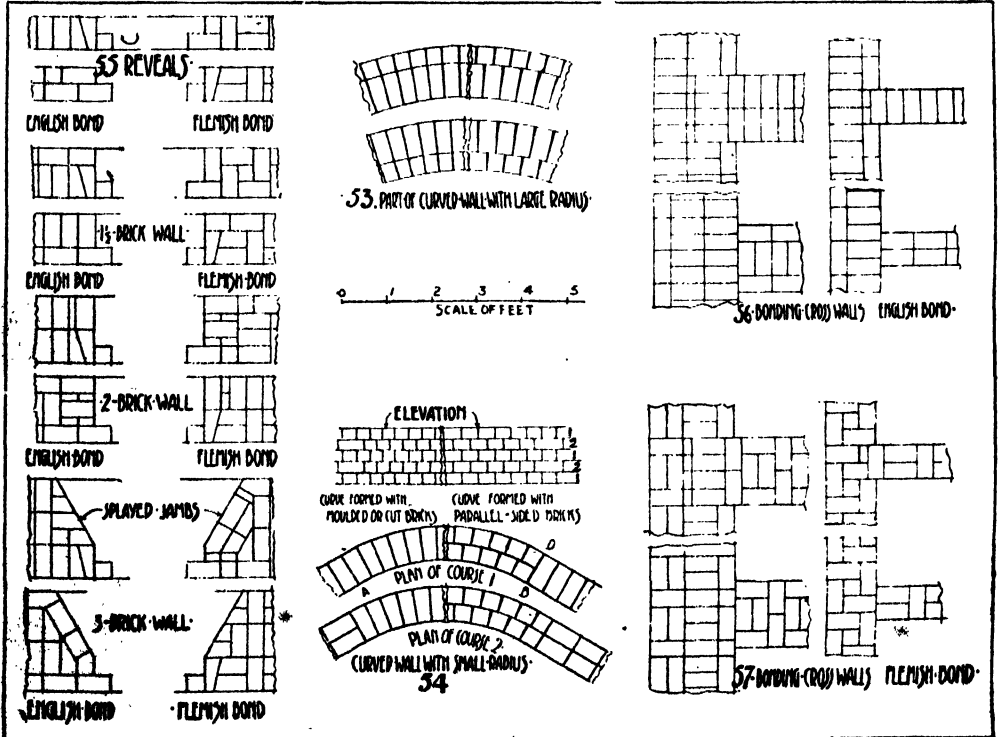 55 REVEALS
ENGLISH BOND FLEMISH BOND
1½ BRICK WALL
ENGLISH BOND FLEMISH BOND
2-BRICK WALL
ENGLISH BOND FLEMISH BOND
SPLAYED JAMBS
3-BRICK WALL
ENGLISH BOND FLEMISH BOND
53. PART OF CURVED WALL WITH LARGE RADIUS
0 1 2 3 4 5
SCALE OF FEET
ELEVATION
1
2
1
2
CURVE FORMED WITH
MOULDED OR CUT BRICKS
CURVE FORMED WITH
PARALLEL-SIDED BRICKS
D
PLAN OF COURSE 1
A B
PLAN OF COURSE 2
CURVED WALL WITH SMALL RADIUS
54
56 BONDING CROSS WALLS ENGLISH BOND
57 BONDING CROSS WALLS FLEMISH BOND